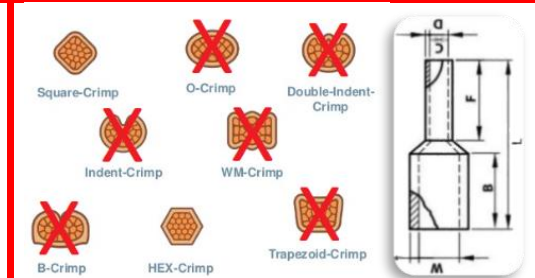 Square-Crimp
O-Crimp
Double-Indent-
Crimp
Indent-Crimp
WM-Crimp
B-Crimp
HEX-Crimp
Trapezoid-Crimp
D
C
F
L
B
W